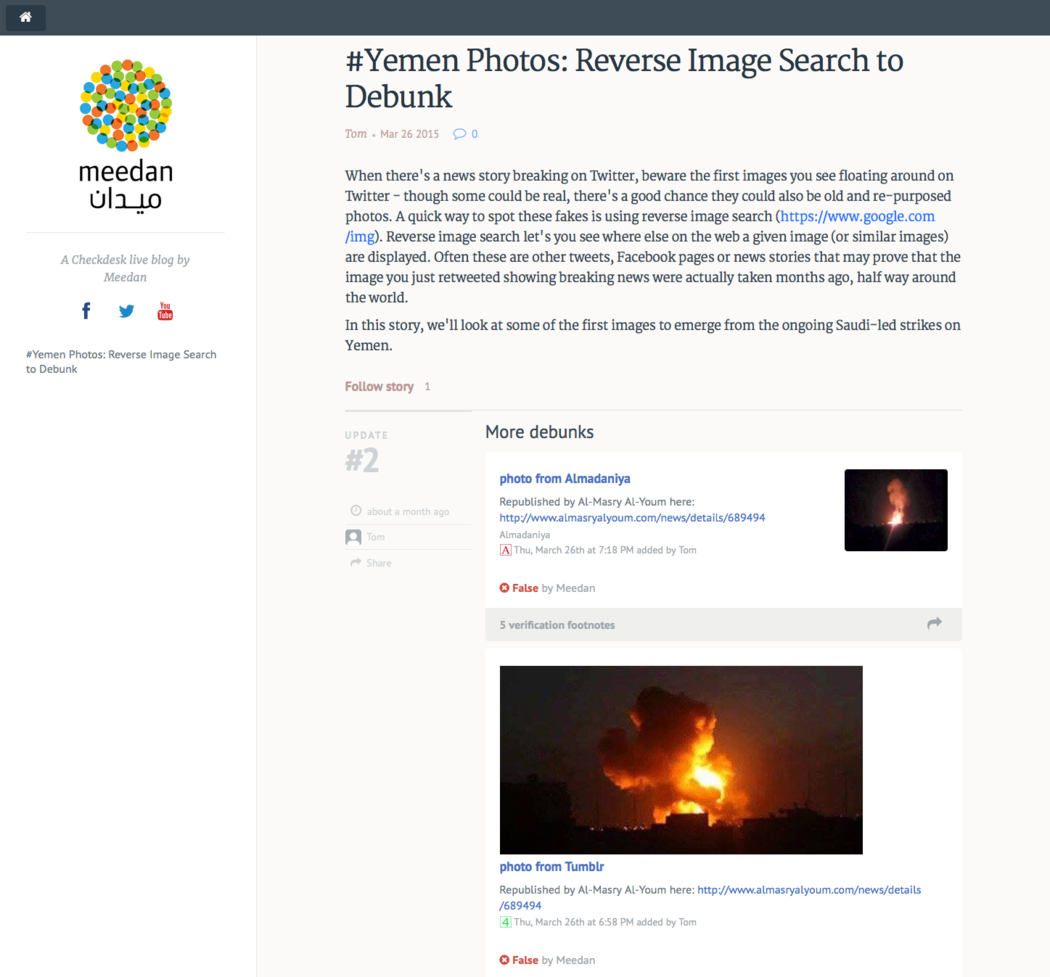 meedan
ميدان
A Checkdesk live blog by
Meedan
f
You
Tube
#Yemen Photos: Reverse Image Search
to Debunk
#Yemen Photos: Reverse Image Search to
Debunk
Tom • Mar 26 2015 0
When there's a news story breaking on Twitter, beware the first images you see floating around on
Twitter – though some could be real, there's a good chance they could also be old and re-purposed
photos. A quick way to spot these fakes is using reverse image search (https://www.google.com
/img). Reverse image search let's you see where else on the web a given image (or similar images)
are displayed. Often these are other tweets, Facebook pages or news stories that may prove that the
image you just retweeted showing breaking news were actually taken months ago, half way around
the world.
In this story, we'll look at some of the first images to emerge from the ongoing Saudi-led strikes on
Yemen.
Follow story 1
UPDATE
#2
about a month ago
Tom
Share
More debunks
photo from Almadaniya
Republished by Al-Masry Al-Youm here:
http://www.almasryalyoum.com/news/details/689494
Almadaniya
A Thu, March 26th at 7:18 PM added by Tom
False by Meedan
5 verification footnotes
photo from Tumblr
Republished by Al-Masry Al-Youm here: http://www.almasryalyoum.com/news/details
/689494
4 Thu, March 26th at 6:58 PM added by Tom
False by Meedan